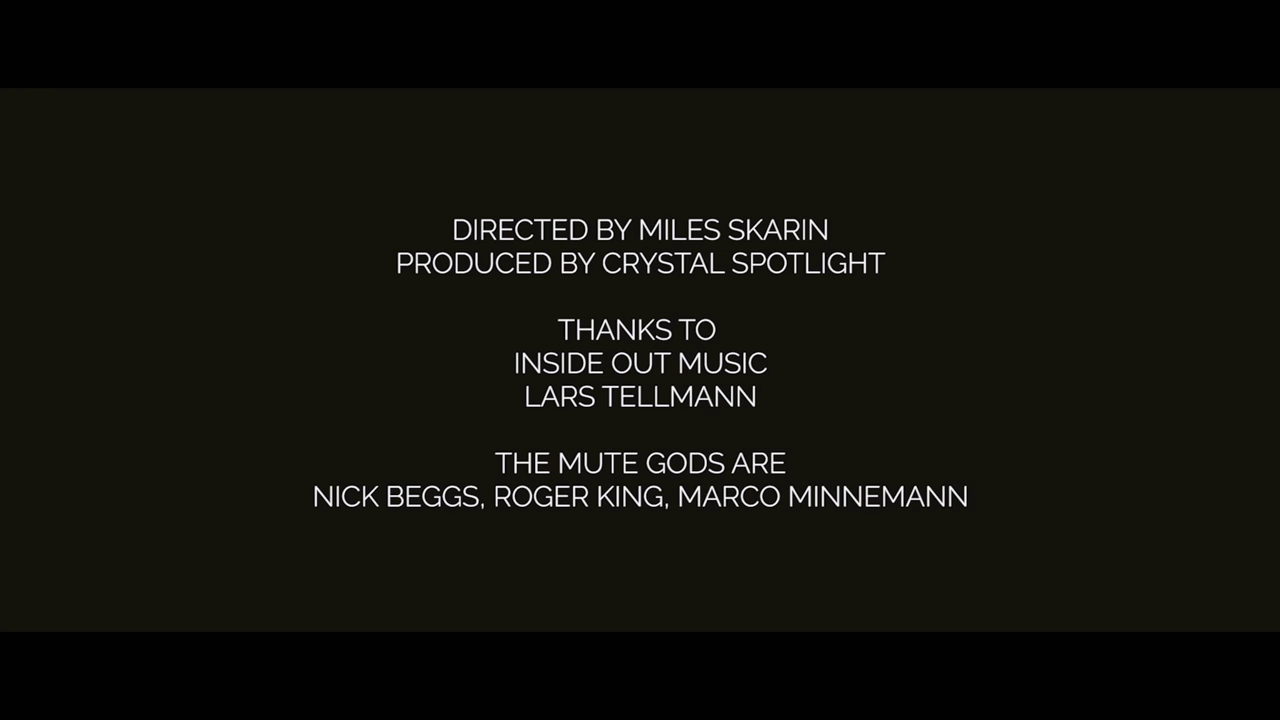 DIRECTED BY MILES SKARIN
PRODUCED BY CRYSTAL SPOTLIGHT
THANKS TO
INSIDE OUT MUSIC
LARS TELLMANN
THE MUTE GODS ARE
NICK BEGGS, ROGER KING, MARCO MINNEMANN